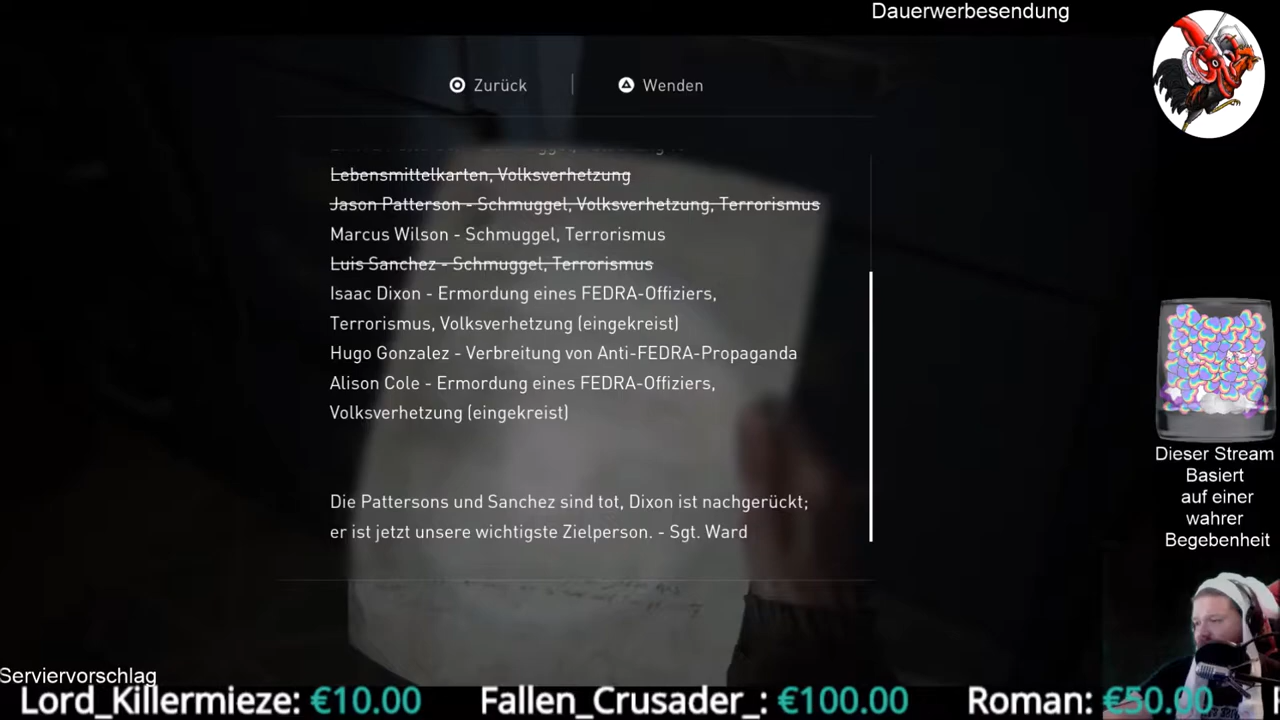 Dauerwerbesendung
Zurück
Wenden
Lebensmittelkarten, Volksverhetzung
Jason Patterson - Schmuggel, Volksverhetzung, Terrorismus
Marcus Wilson - Schmuggel, Terrorismus
Luis Sanchez - Schmuggel, Terrorismus
Isaac Dixon - Ermordung eines FEDRA-Offiziers,
Terrorismus, Volksverhetzung (eingekreist)
Hugo Gonzalez - Verbreitung von Anti-FEDRA-Propaganda
Alison Cole - Ermordung eines FEDRA-Offiziers,
Volksverhetzung (eingekreist)
Die Pattersons und Sanchez sind tot, Dixon ist nachgerückt;
er ist jetzt unsere wichtigste Zielperson. - Sgt. Ward
Dieser Stream
Basiert
auf einer
wahrer
Begebenheit
Serviervorschlag
Lord_Killermieze: €10.00 Fallen_Crusader_: €100.00 Roman: €50.00